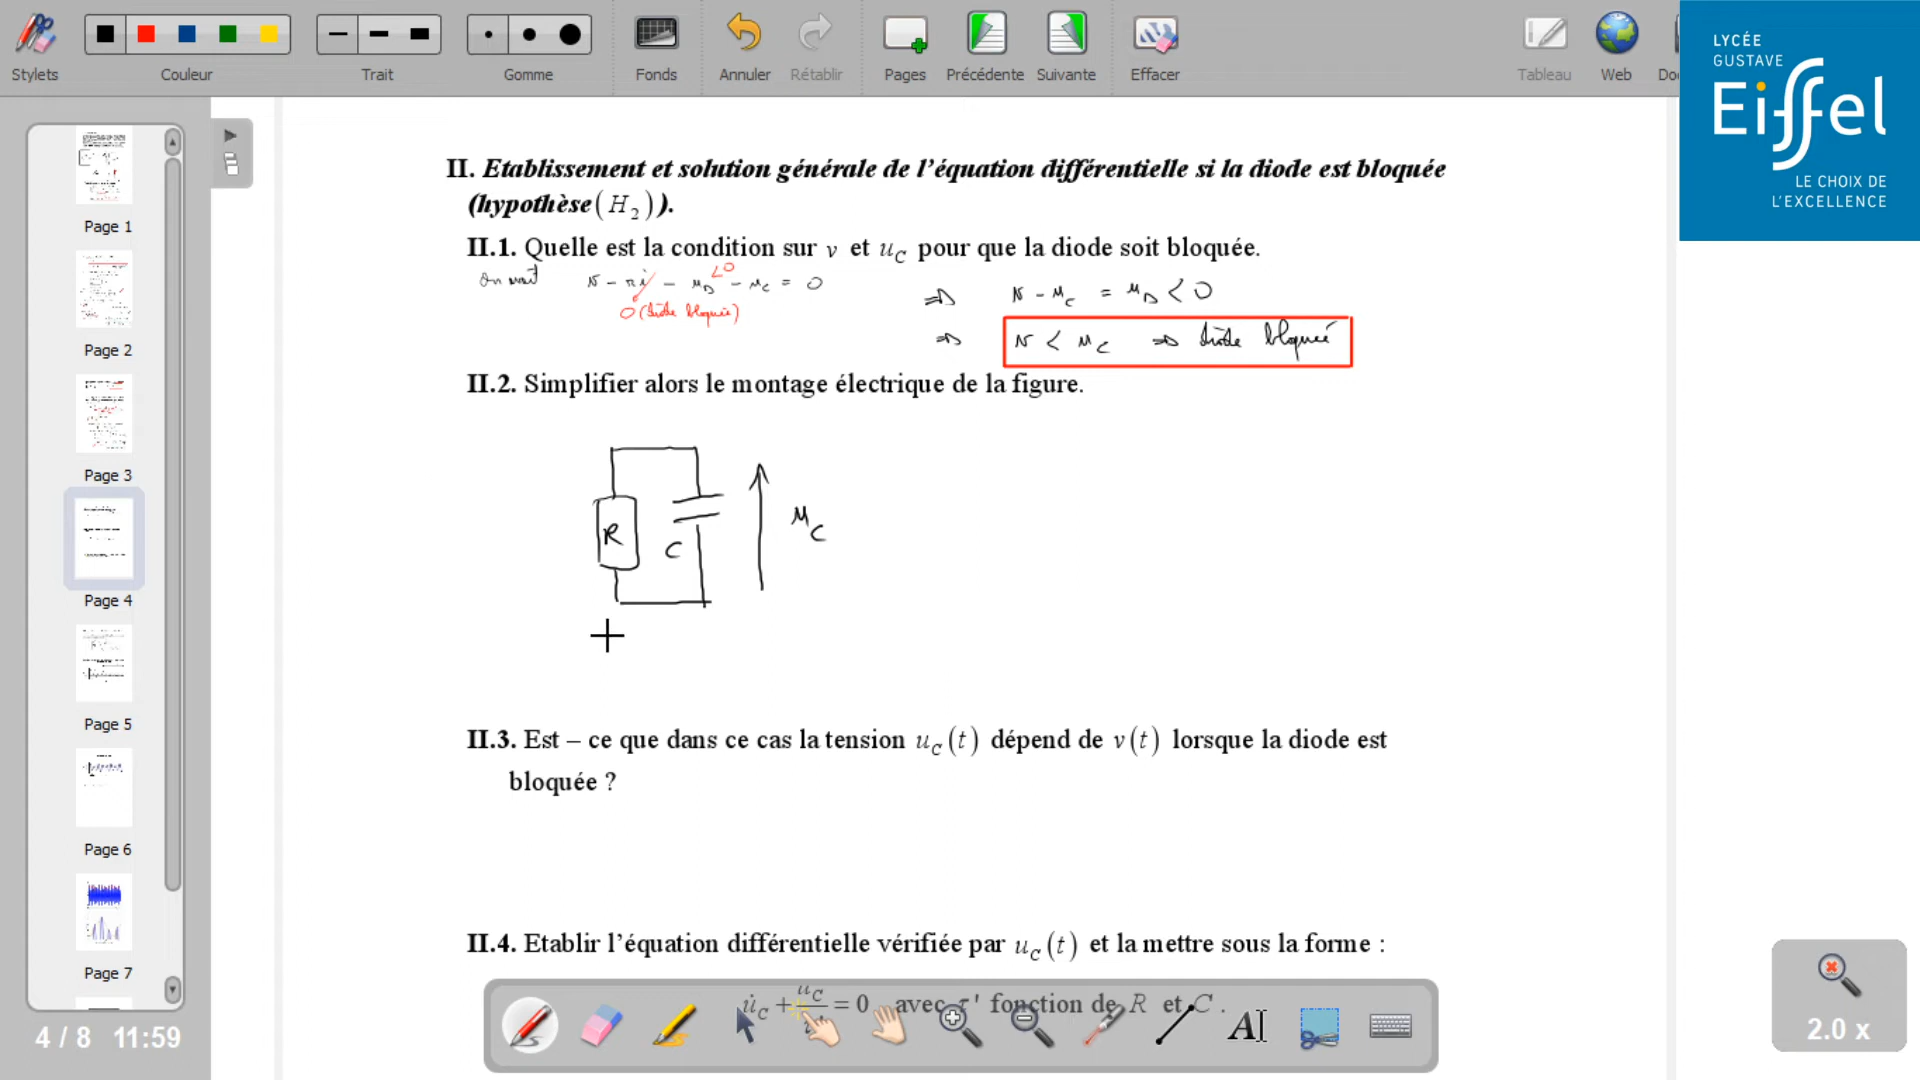 Stylets
Couleur
Trait
Gomme
Fonds
Annuler
Rétablir
Pages
Précédente
Suivante
Effacer
Tableau
Web
LYCÉE
GUSTAVE
Eiffel
LE CHOIX DE
L'EXCELLENCE
Page 1
Page 2
Page 3
Page 4
Page 5
Page 6
Page 7
4 / 8 11:59
II. Etablissement et solution générale de l'équation différentielle si la diode est bloquée
(hypothèse(H₂)).
II.1. Quelle est la condition sur v et u_C pour que la diode soit bloquée.
v - ri - u_D - u_C = 0
<0
0 (diode bloquée)
⇒ v - u_C = u_D < 0
⇒ v < u_C ⇒ diode bloquée
II.2. Simplifier alors le montage électrique de la figure.
R
C
u_C
II.3. Est – ce que dans ce cas la tension u_C(t) dépend de v(t) lorsque la diode est
bloquée ?
II.4. Etablir l'équation différentielle vérifiée par u_C(t) et la mettre sous la forme :
= 0 avec τ' fonction de R et C .
2.0 x